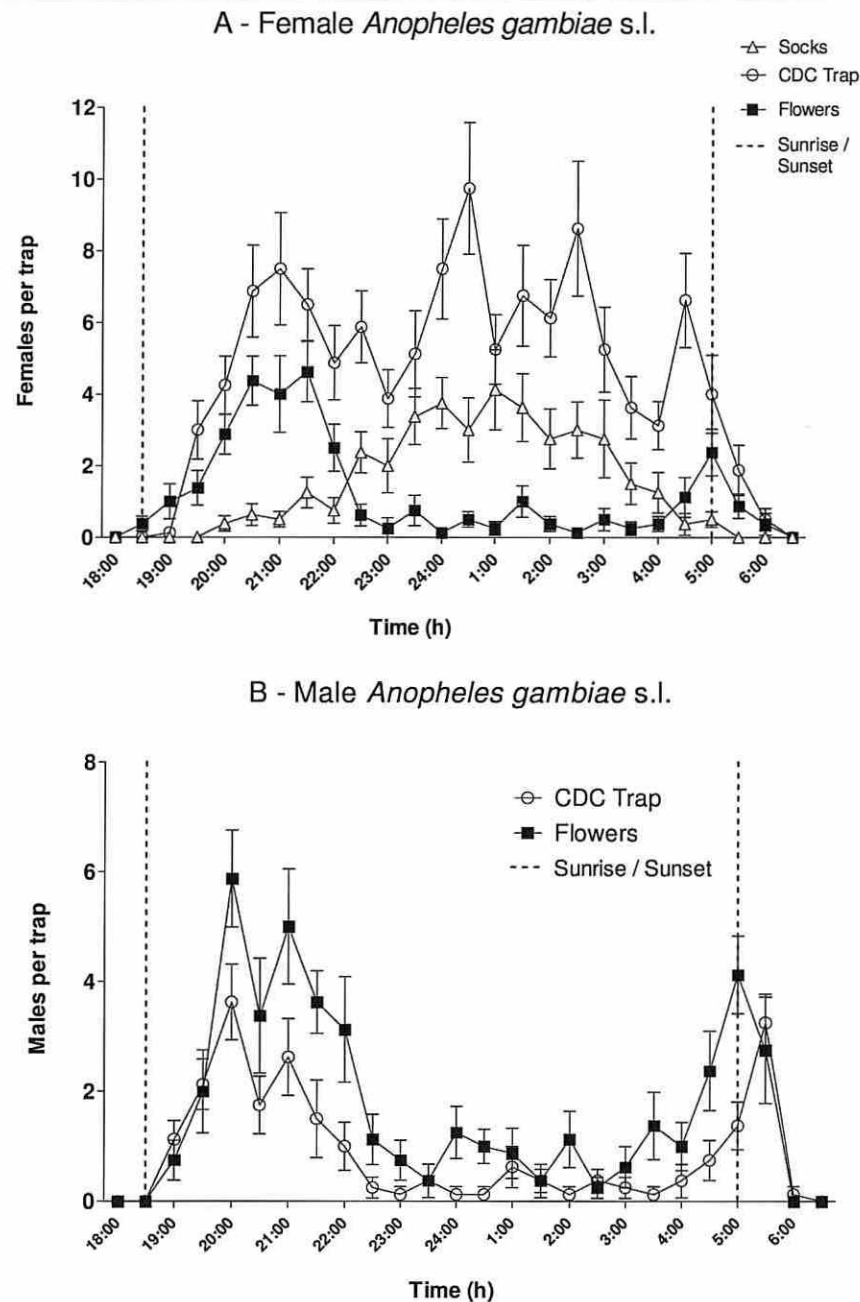 A - Female Anopheles gambiae s.l.
Socks
CDC Trap
Flowers
Sunrise /
Sunset
12
10
8
6
4
2
0
Females per trap
18:00
19:00
20:00
21:00
22:00
23:00
24:00
1:00
2:00
3:00
4:00
5:00
6:00
Time (h)
B - Male Anopheles gambiae s.l.
CDC Trap
Flowers
Sunrise / Sunset
8
6
4
2
0
Males per trap
18:00
19:00
20:00
21:00
22:00
23:00
24:00
1:00
2:00
3:00
4:00
5:00
6:00
Time (h)